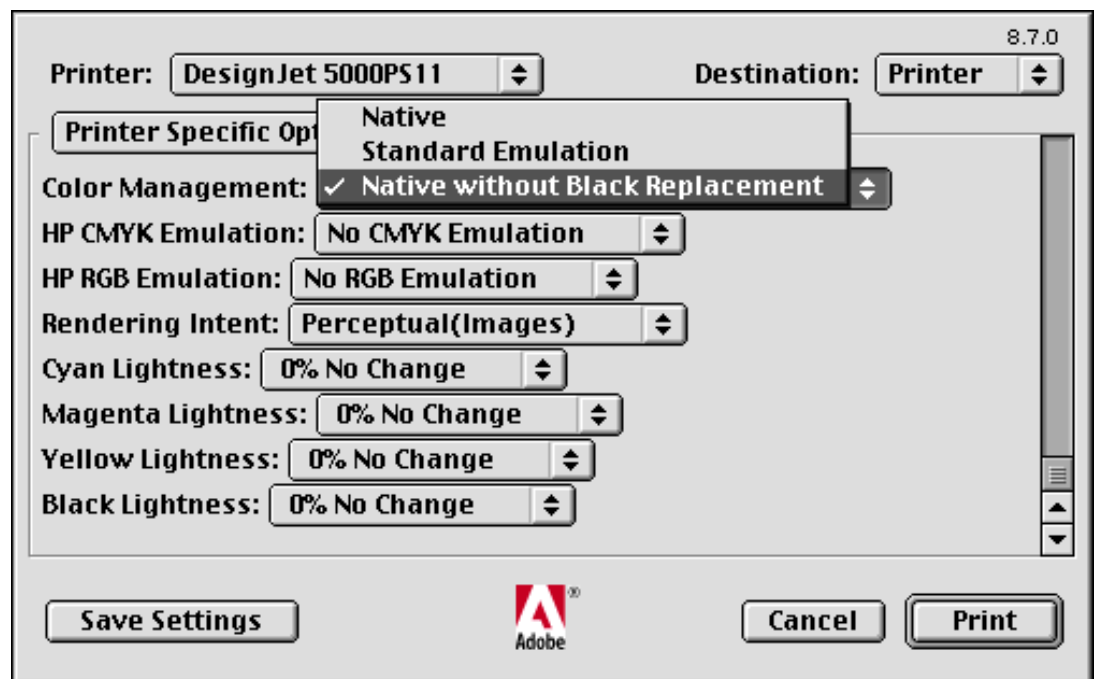 8.7.0
Printer: DesignJet 5000PS11 Destination: Printer
Native
Printer Specific Opt
Standard Emulation
Color Management: ✓ Native without Black Replacement
HP CMYK Emulation: No CMYK Emulation
HP RGB Emulation: No RGB Emulation
Rendering Intent: Perceptual(Images)
Cyan Lightness: 0% No Change
Magenta Lightness: 0% No Change
Yellow Lightness: 0% No Change
Black Lightness: 0% No Change
Save Settings Adobe® Cancel Print